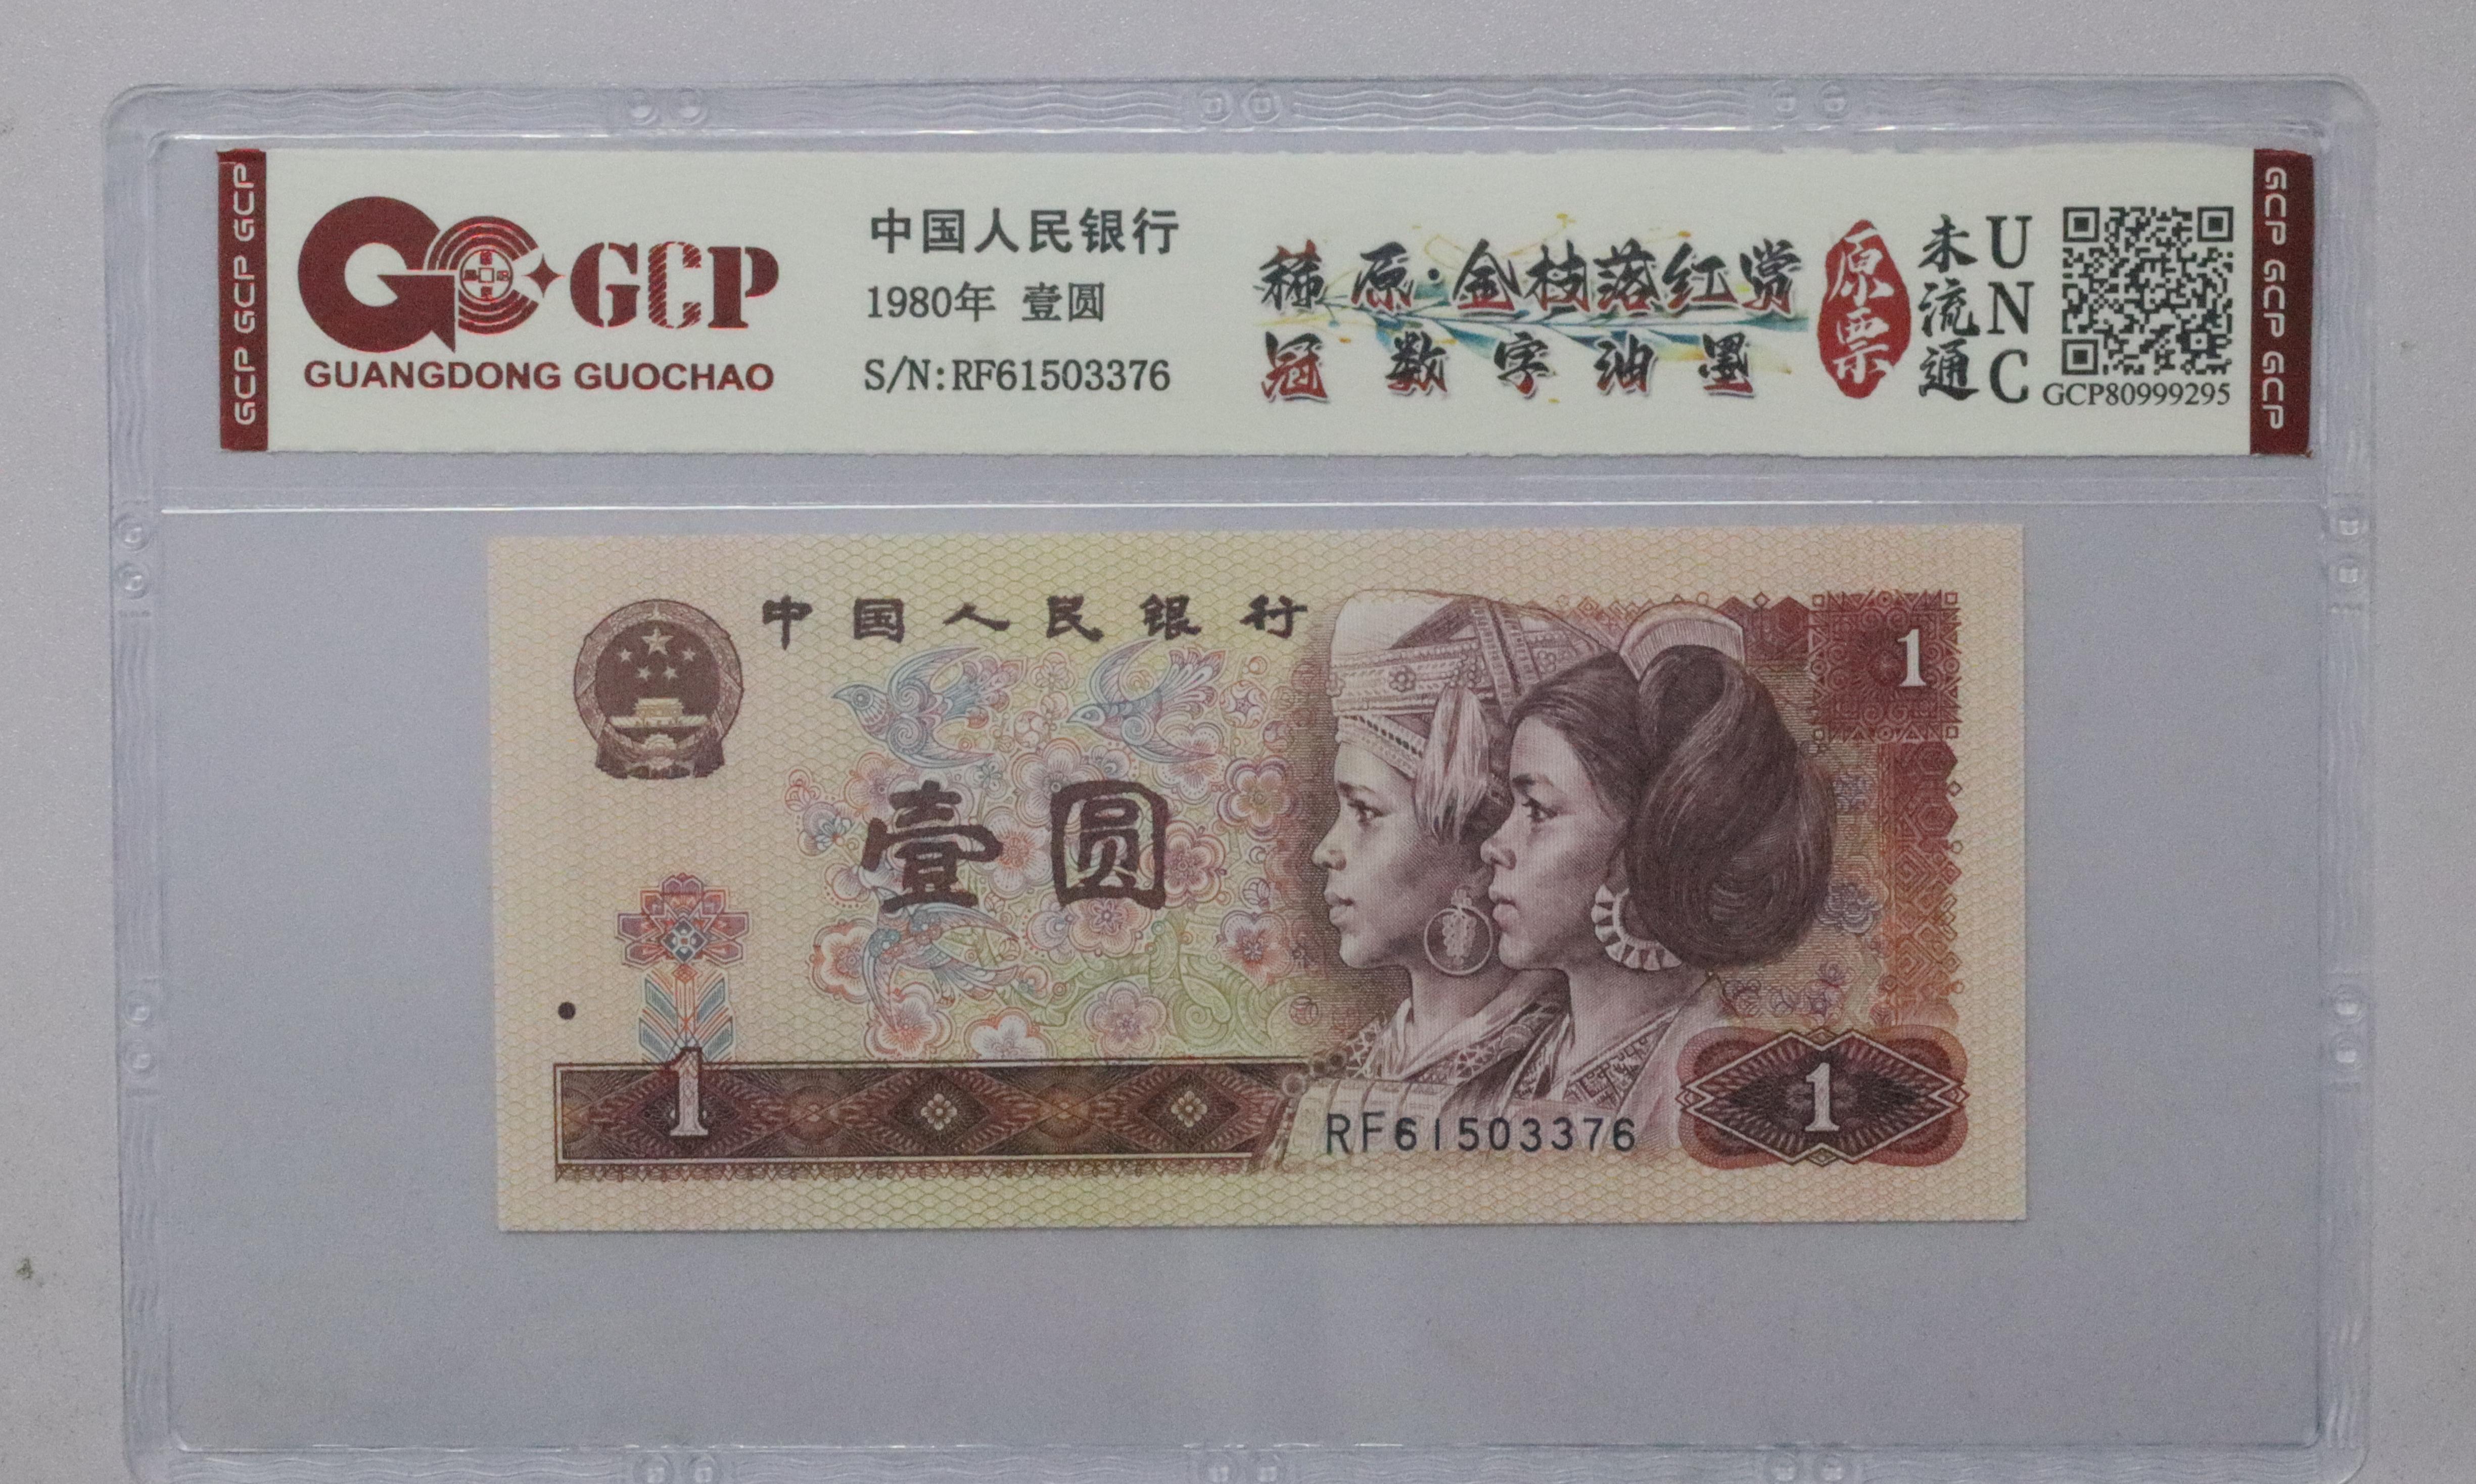 GCP GCP GCP
GCP
GUANGDONG GUOCHAO
中国人民银行
1980年 壹圆
S/N:RF61503376
稀原·金枝落红赏
冠数字油墨
原票
未流通
UNC
GCP80999295
GCP GCP GCP
中国人民银行
1
壹圆
1
RF61503376
1